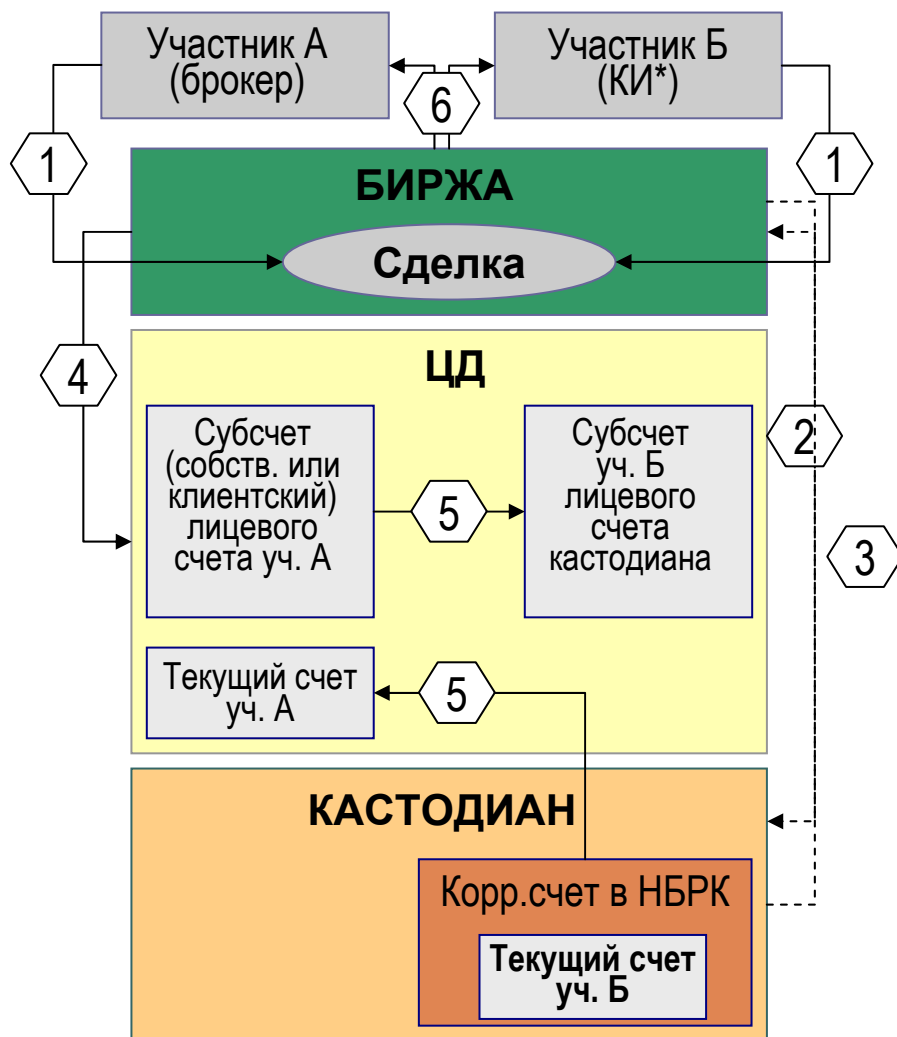 Участник А
(брокер)
Участник Б
(КИ*)
6
1
1
БИРЖА
Сделка
4
ЦД
Субсчет
(собств. или
клиентский)
лицевого
счета уч. А
5
Субсчет
уч. Б
лицевого
счета
кастодиана
2
3
Текущий счет
уч. А
5
КАСТОДИАН
Корр.счет в НБРК
Текущий счет
уч. Б